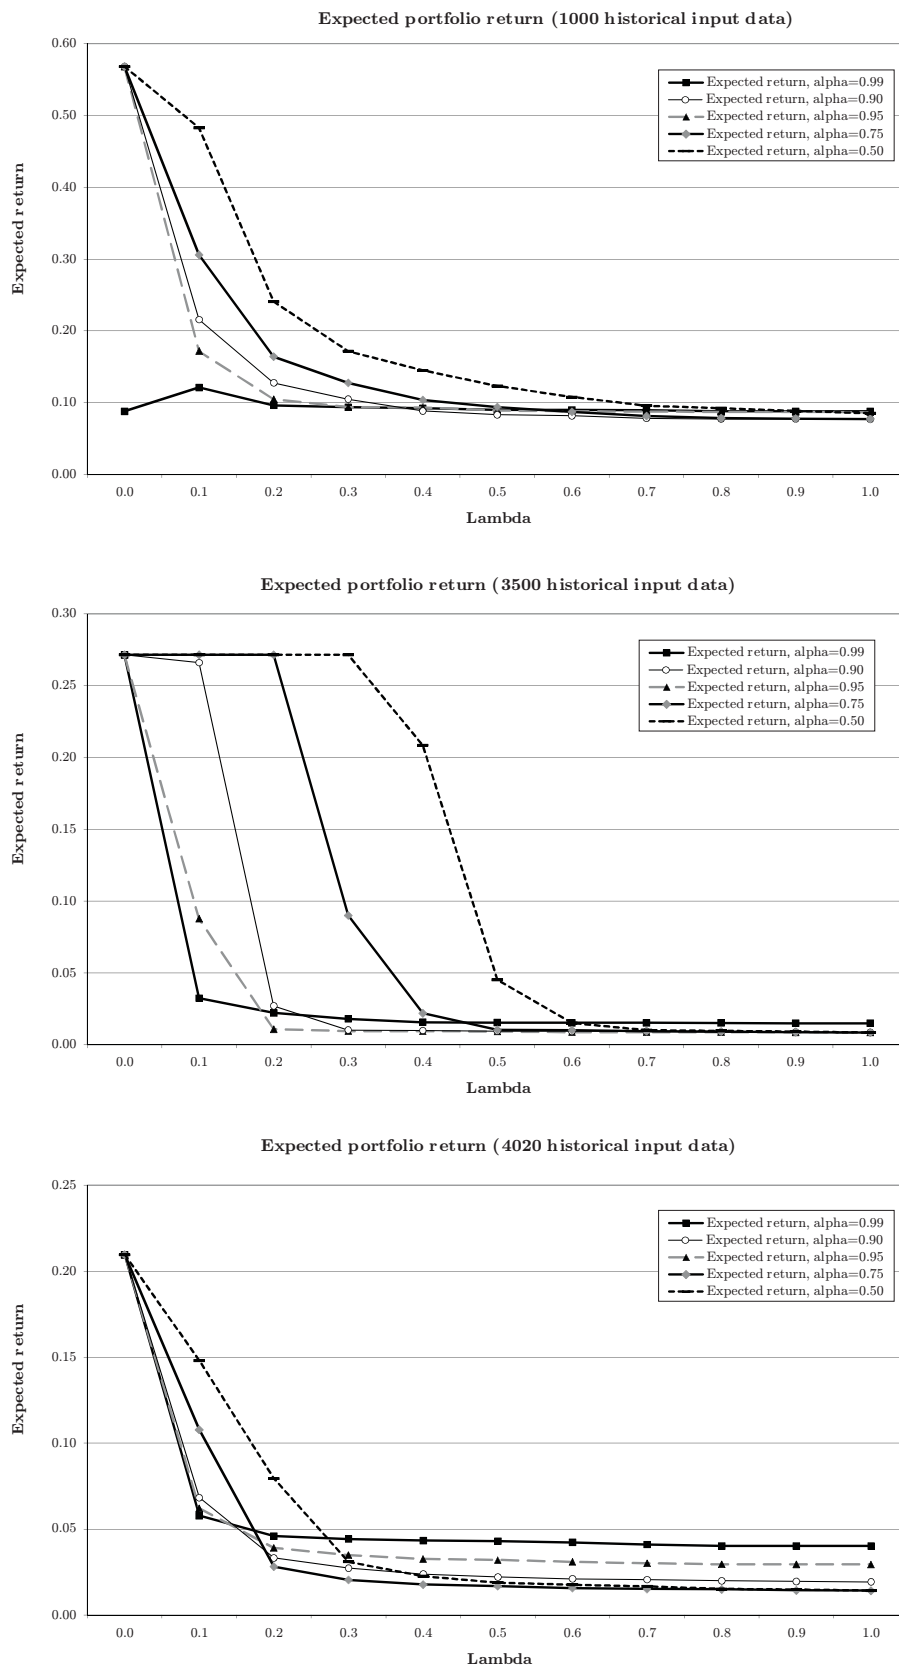 Expected portfolio return (1000 historical input data)
0.60
0.50
0.40
0.30
0.20
0.10
0.00
Expected return
Expected return, alpha=0.99
Expected return, alpha=0.90
Expected return, alpha=0.95
Expected return, alpha=0.75
Expected return, alpha=0.50
0.0 0.1 0.2 0.3 0.4 0.5 0.6 0.7 0.8 0.9 1.0
Lambda
Expected portfolio return (3500 historical input data)
0.30
0.25
0.20
0.15
0.10
0.05
0.00
Expected return
Expected return, alpha=0.99
Expected return, alpha=0.90
Expected return, alpha=0.95
Expected return, alpha=0.75
Expected return, alpha=0.50
0.0 0.1 0.2 0.3 0.4 0.5 0.6 0.7 0.8 0.9 1.0
Lambda
Expected portfolio return (4020 historical input data)
0.25
0.20
0.15
0.10
0.05
0.00
Expected return
Expected return, alpha=0.99
Expected return, alpha=0.90
Expected return, alpha=0.95
Expected return, alpha=0.75
Expected return, alpha=0.50
0.0 0.1 0.2 0.3 0.4 0.5 0.6 0.7 0.8 0.9 1.0
Lambda